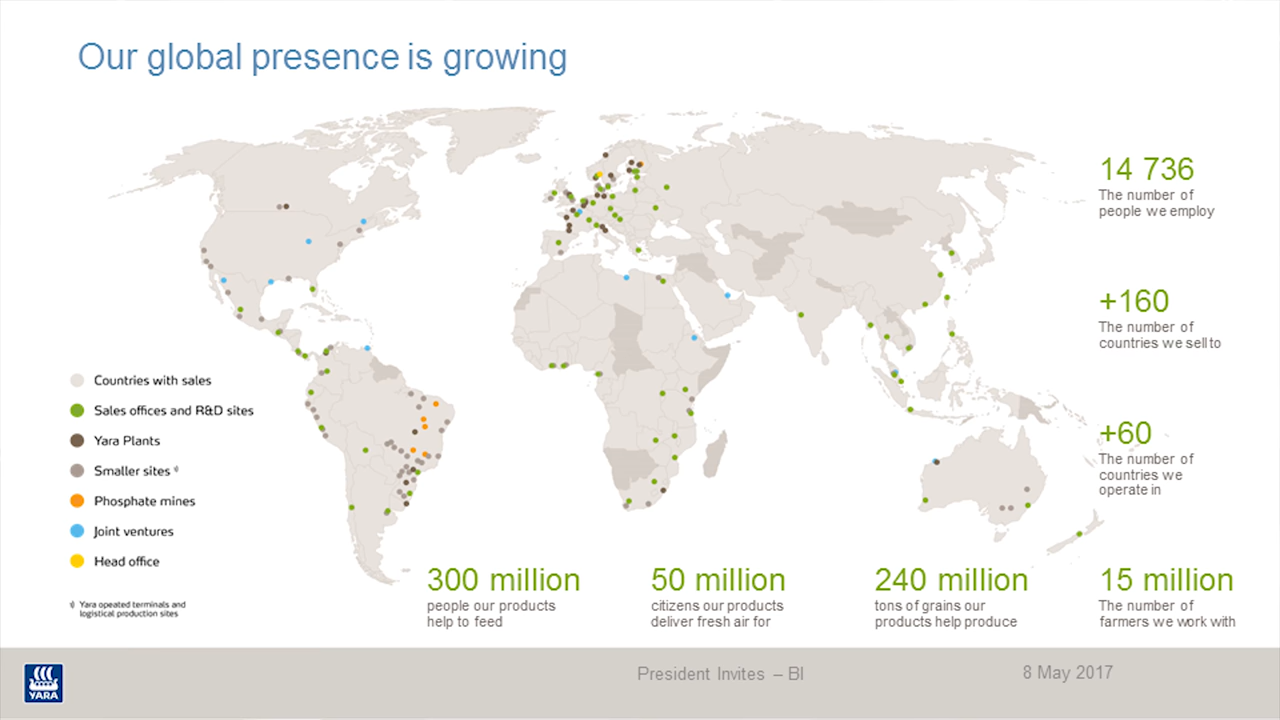 Our global presence is growing
14 736
The number of
people we employ
+160
The number of
countries we sell to
+60
The number of
countries we
operate in
Countries with sales
Sales offices and R&D sites
Yara Plants
Smaller sites ¹⁾
Phosphate mines
Joint ventures
Head office
¹⁾ Yara opeated terminals and
logistical production sites
300 million
people our products
help to feed
50 million
citizens our products
deliver fresh air for
240 million
tons of grains our
products help produce
15 million
The number of
farmers we work with
YARA
President Invites – BI
8 May 2017